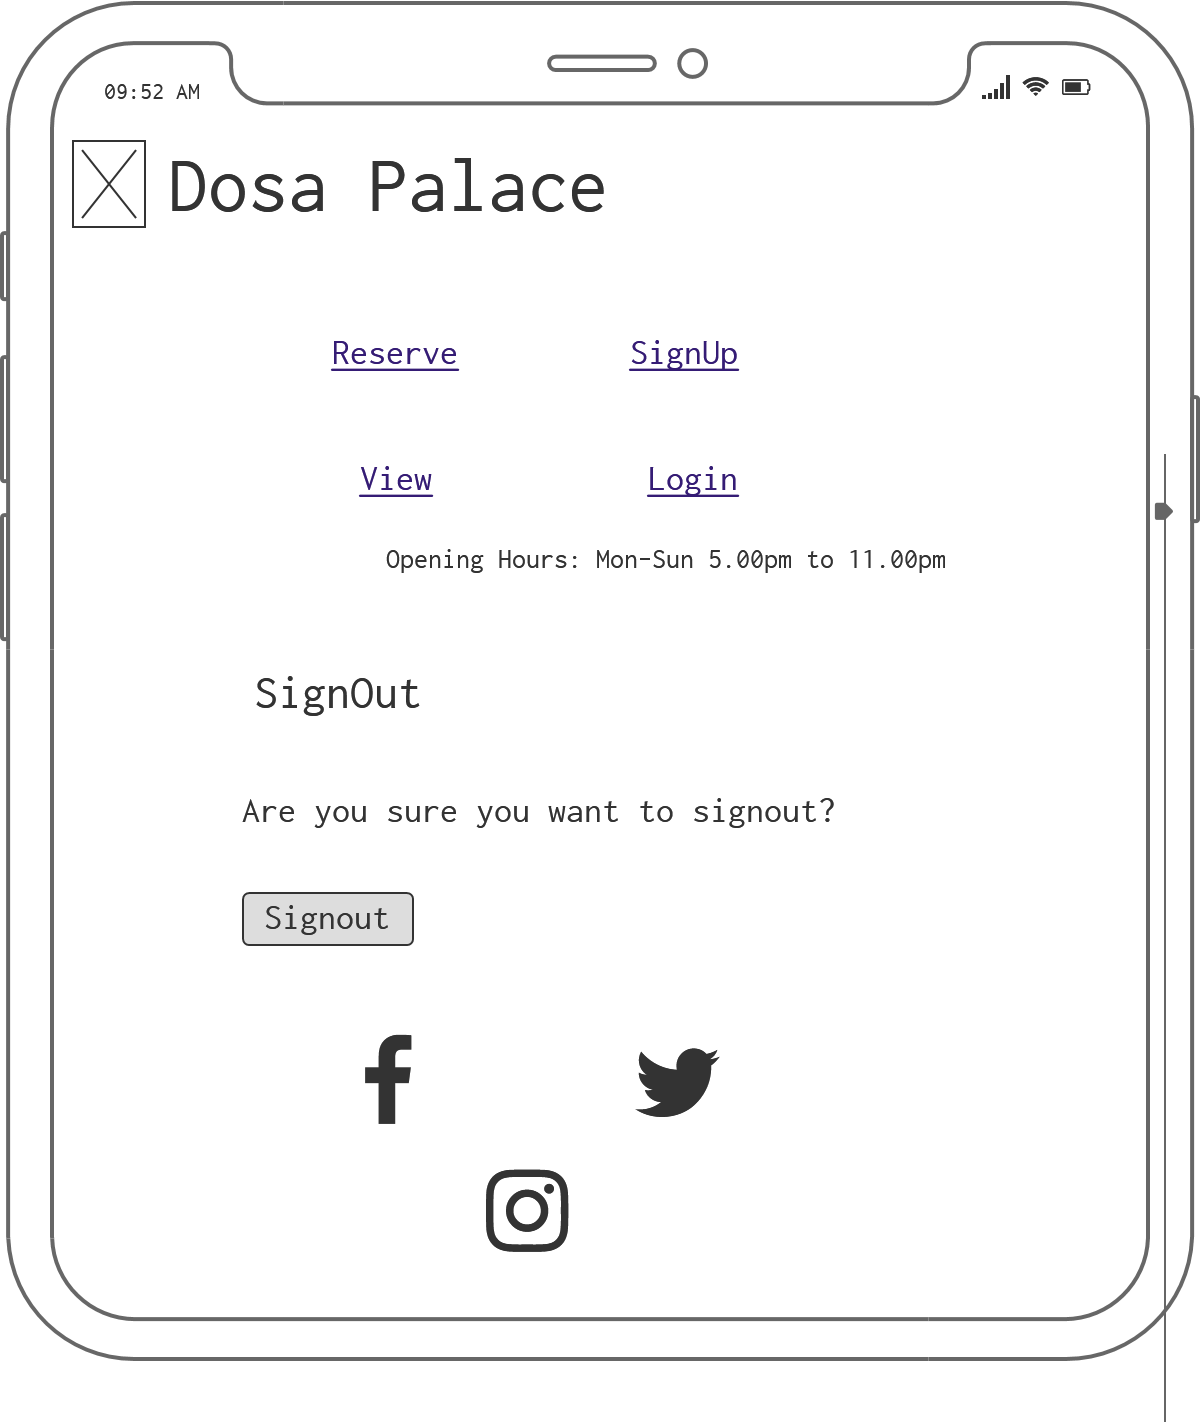 09:52 AM
Dosa Palace
Reserve SignUp
View Login
Opening Hours: Mon-Sun 5.00pm to 11.00pm
SignOut
Are you sure you want to signout?
Signout